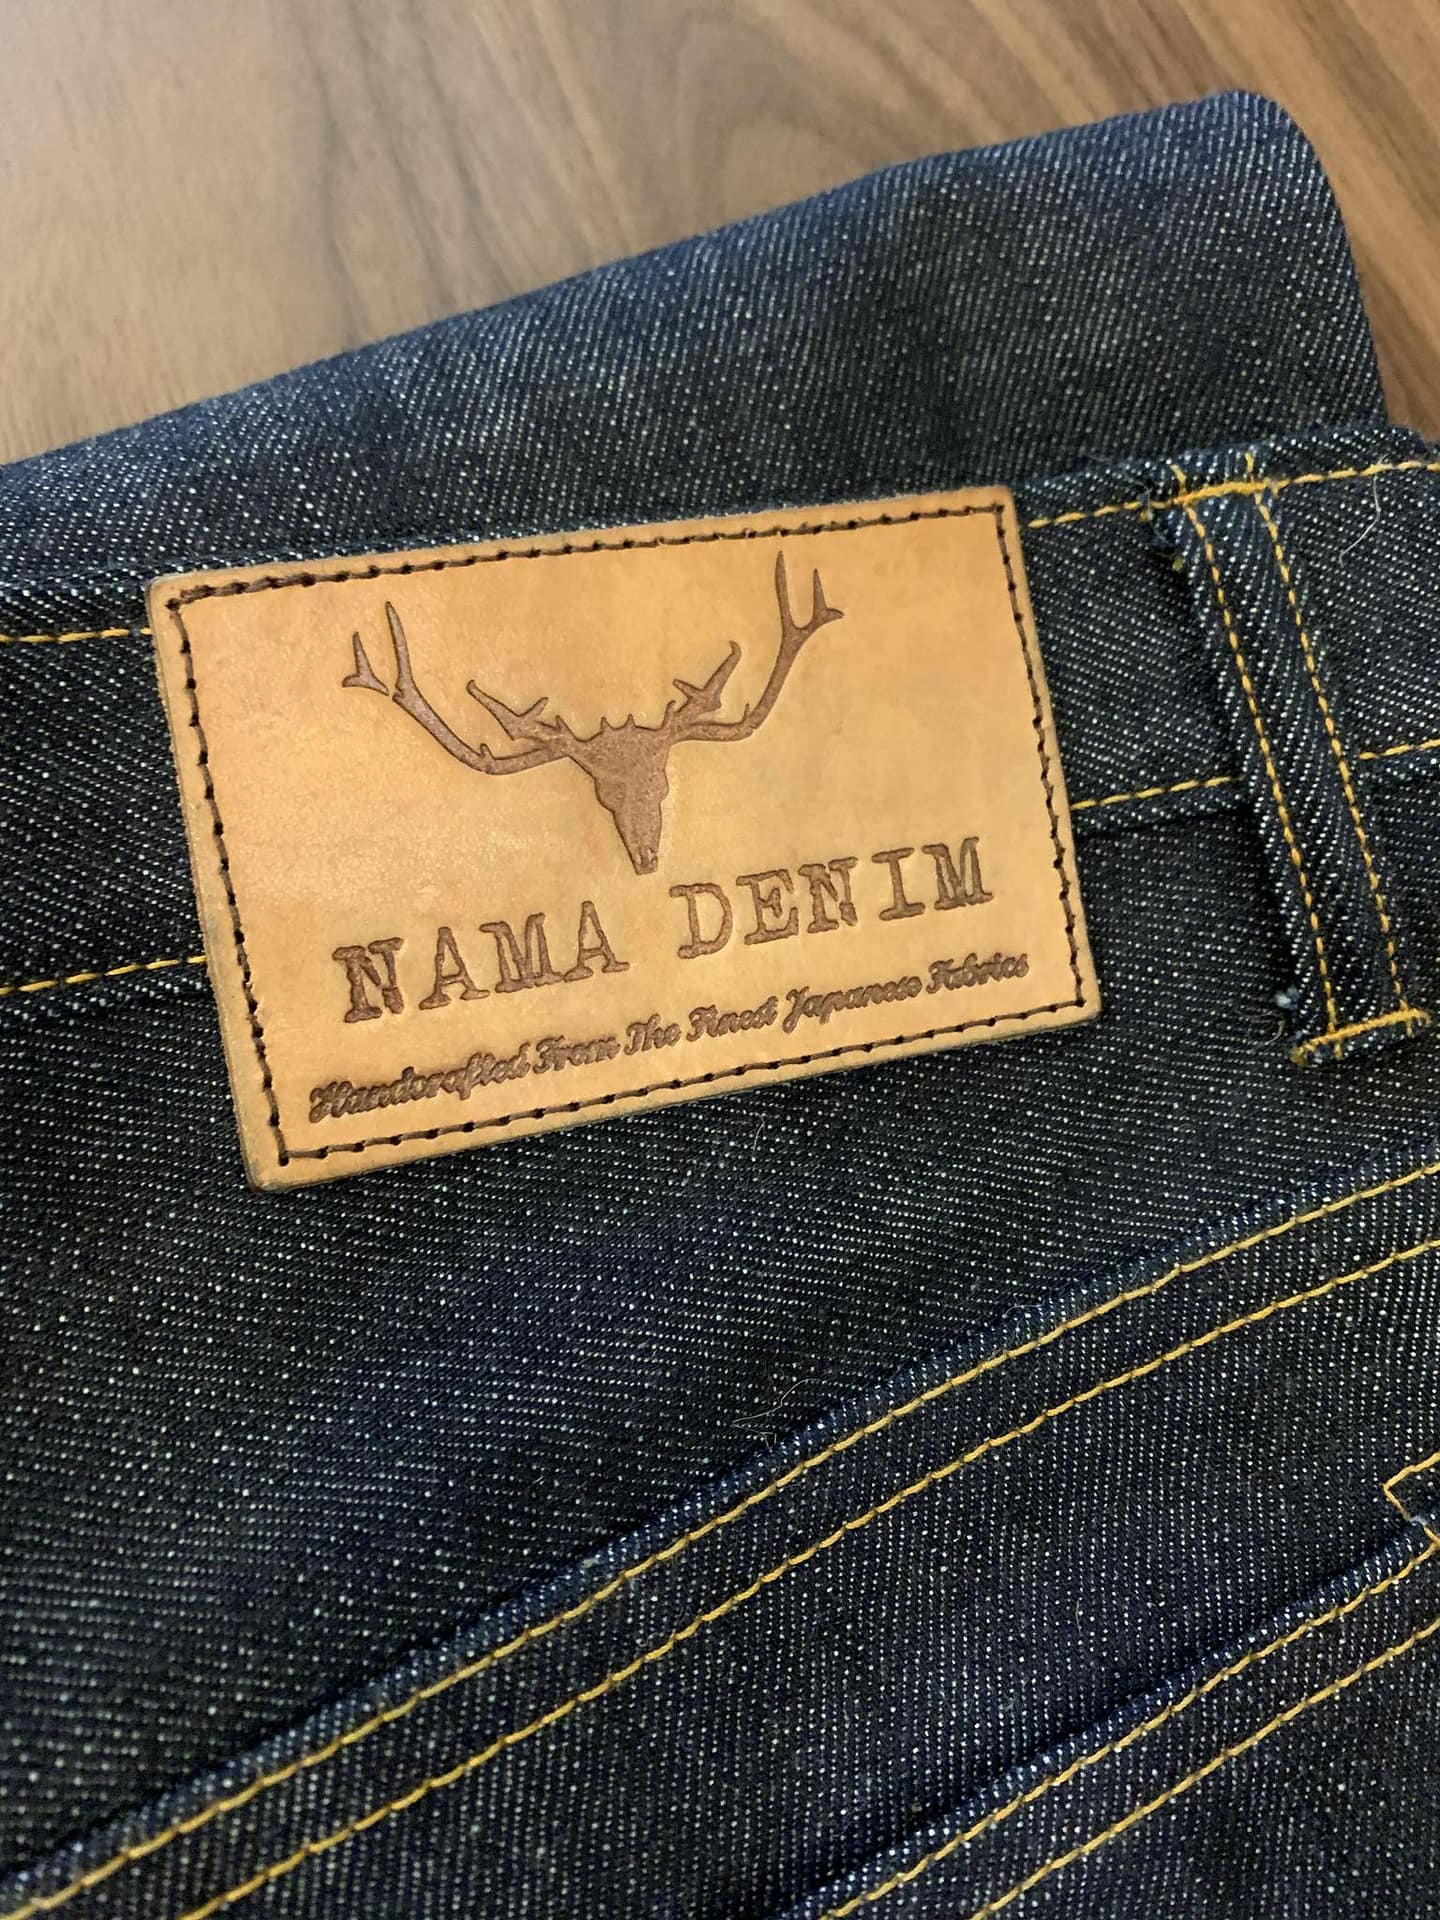 NAMA DENIM
Handcrafted From The Finest Japanese Fabrics